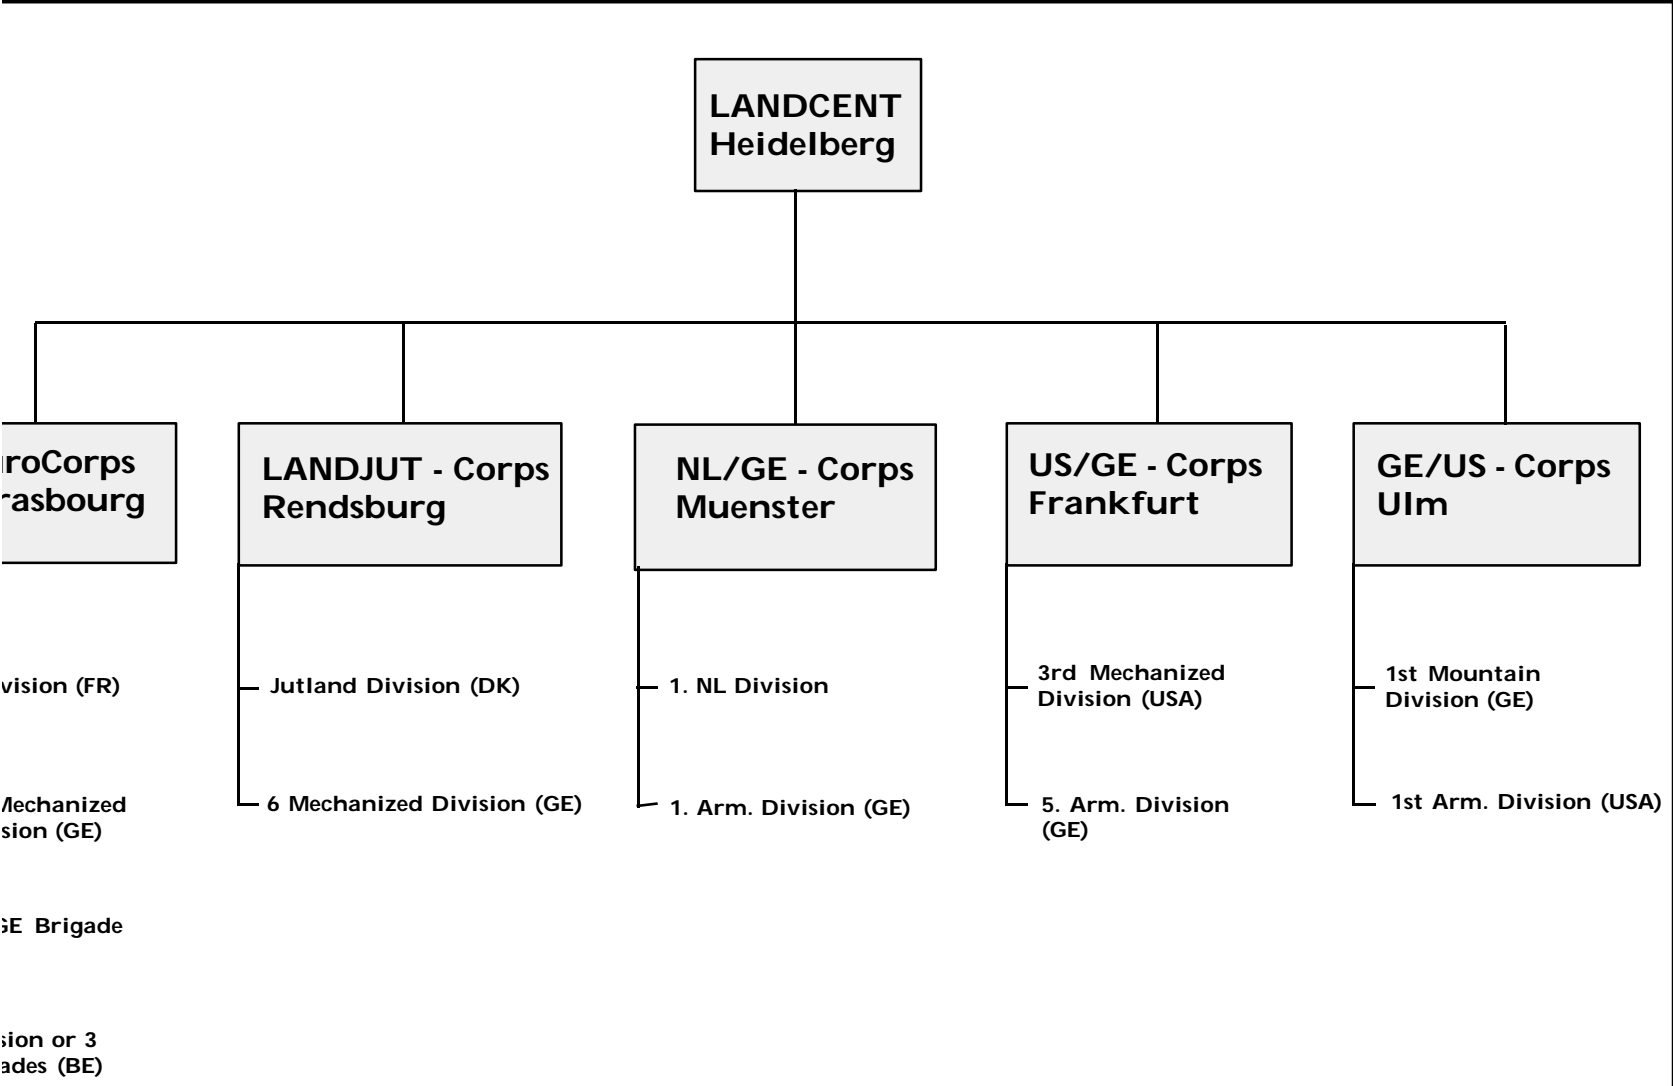 LANDCENT
Heidelberg
roCorps
rasbourg
LANDJUT - Corps
Rendsburg
NL/GE - Corps
Muenster
US/GE - Corps
Frankfurt
GE/US - Corps
Ulm
vision (FR)
Mechanized
sion (GE)
GE Brigade
sion or 3
ades (BE)
Jutland Division (DK)
6 Mechanized Division (GE)
1. NL Division
1. Arm. Division (GE)
3rd Mechanized
Division (USA)
5. Arm. Division
(GE)
1st Mountain
Division (GE)
1st Arm. Division (USA)